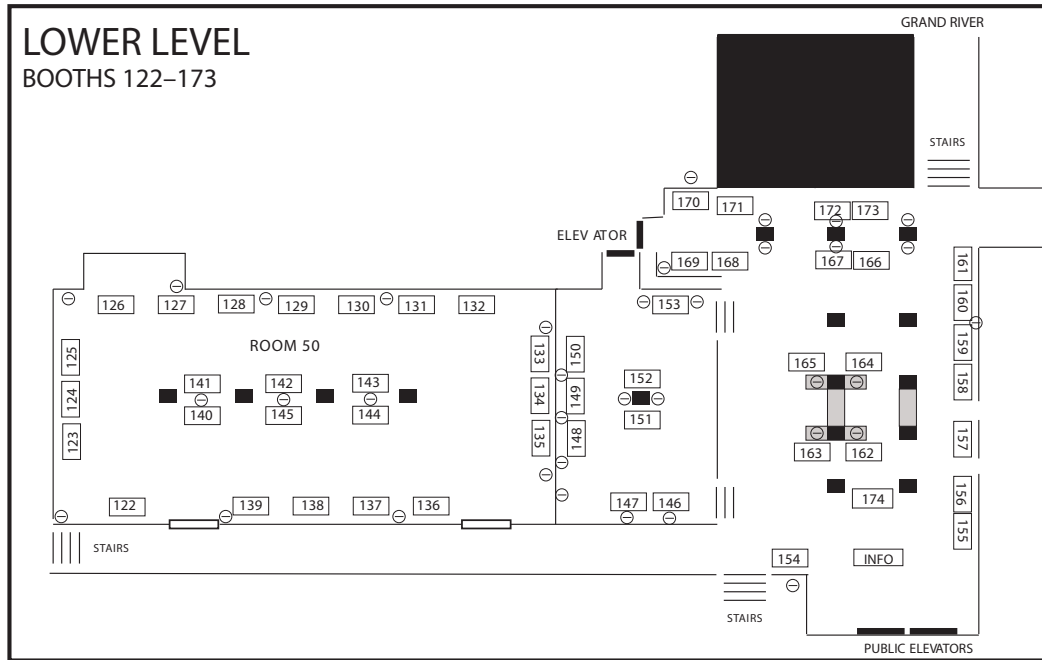 GRAND RIVER
LOWER LEVEL
BOOTHS 122–173
STAIRS
170
171
172 173
ELEV ATOR
169 168
167 166
161
126 127 128 129 130 131 132
153
160
ROOM 50
125
133
150
159
141 142 143
152
165 164
158
124
134
149
140 145 144
151
123
135
148
163 162
157
122 139 138 137 136
147 146
174
156
155
STAIRS
154
INFO
STAIRS
PUBLIC ELEVATORS